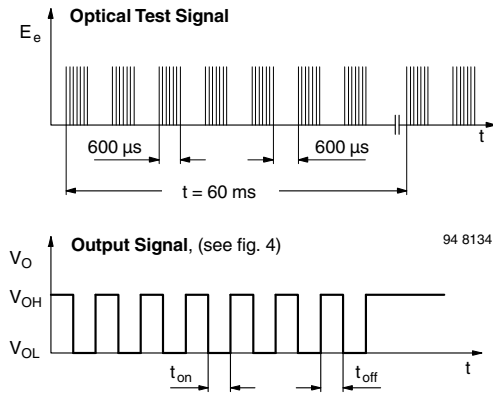 Optical Test Signal
E e
t
600 µs 600 µs
t = 60 ms
Output Signal, (see fig. 4) 94 8134
V O
V OH
V OL
t on t off
t